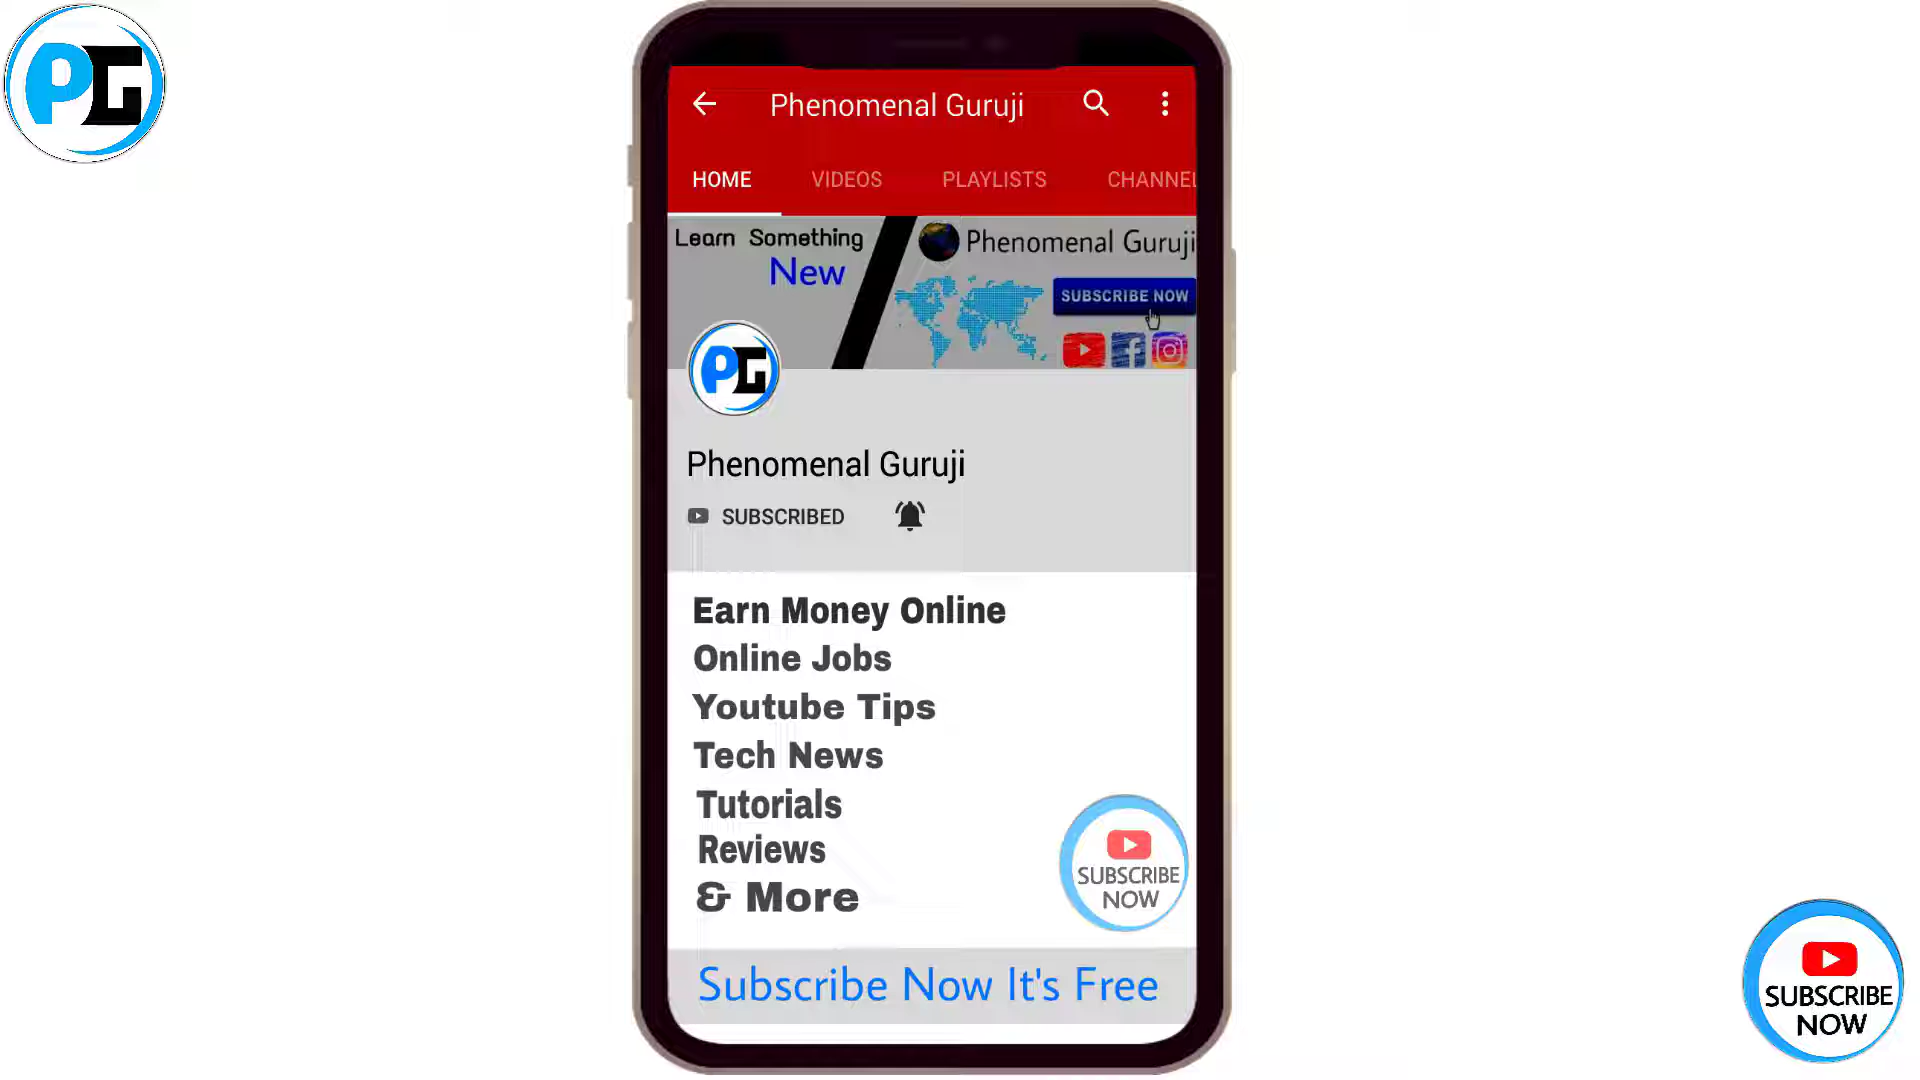 PG
Phenomenal Guruji
HOME VIDEOS PLAYLISTS CHANNEL
Learn Something
New
Phenomenal Guruji
SUBSCRIBE NOW
PG
Phenomenal Guruji
SUBSCRIBED
Earn Money Online
Online Jobs
Youtube Tips
Tech News
Tutorials
Reviews
& More
SUBSCRIBE
NOW
Subscribe Now It's Free
SUBSCRIBE
NOW